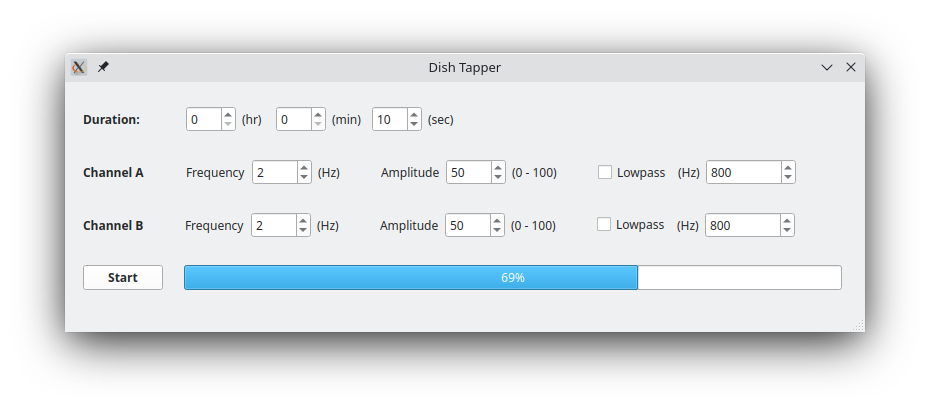 Dish Tapper
Duration: 0 (hr) 0 (min) 10 (sec)
Channel A Frequency 2 (Hz) Amplitude 50 (0 - 100) Lowpass (Hz) 800
Channel B Frequency 2 (Hz) Amplitude 50 (0 - 100) Lowpass (Hz) 800
Start 69%